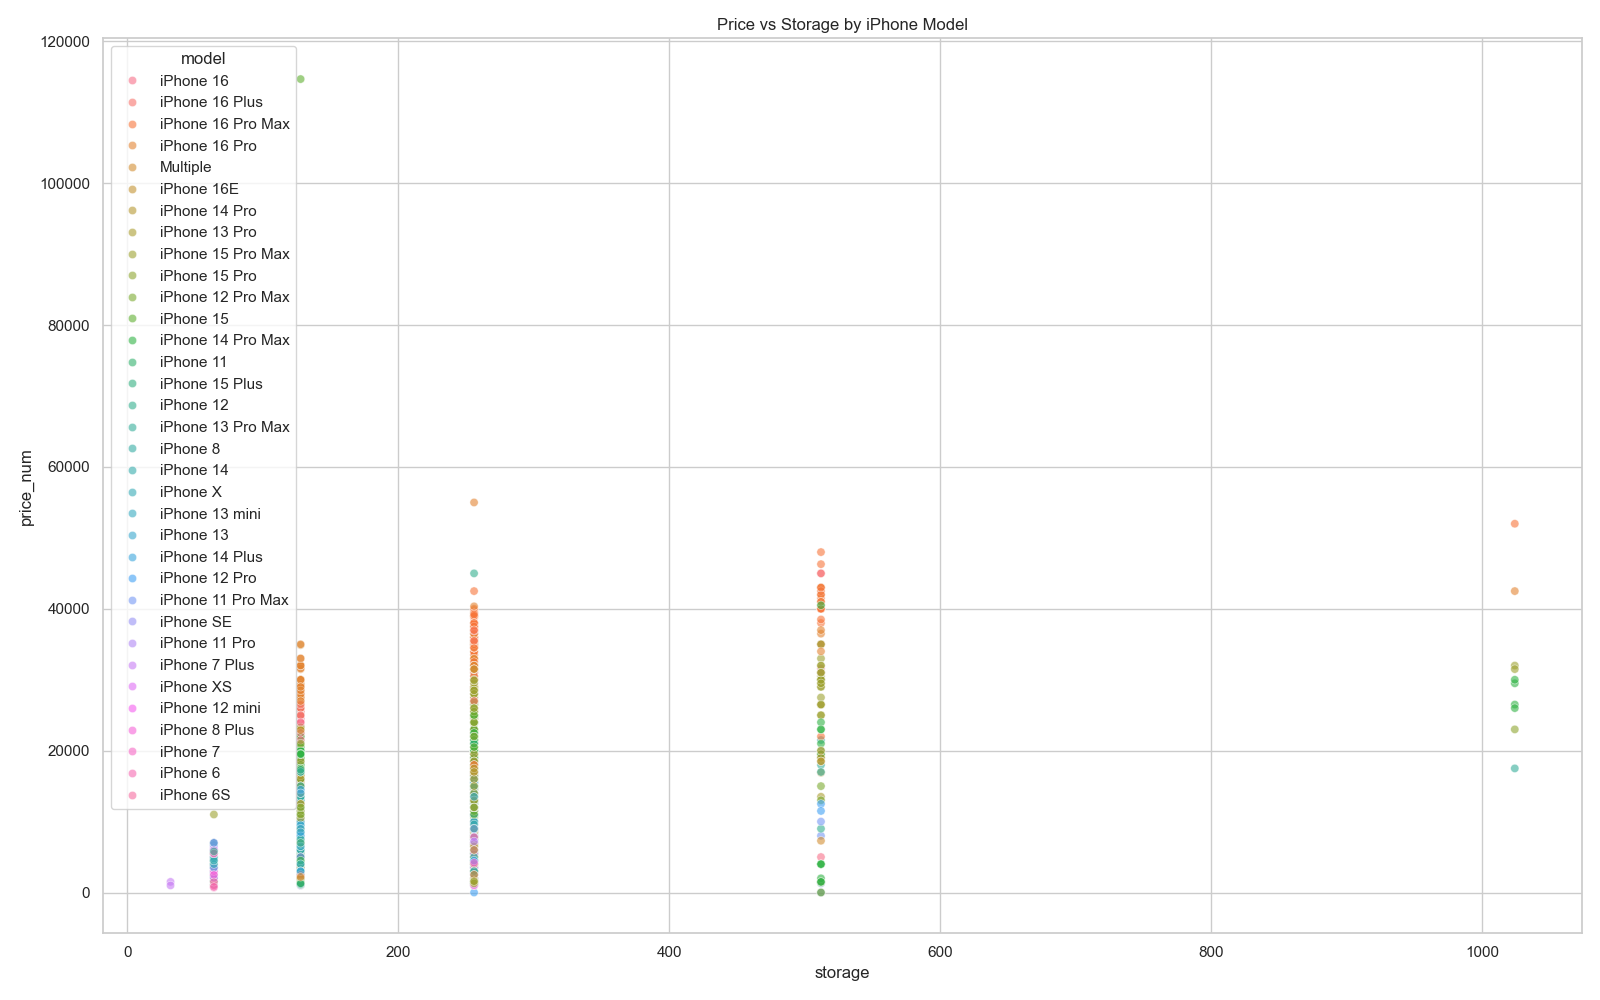 Price vs Storage by iPhone Model
120000
100000
80000
60000
40000
20000
0
price_num
model
iPhone 16
iPhone 16 Plus
iPhone 16 Pro Max
iPhone 16 Pro
Multiple
iPhone 16E
iPhone 14 Pro
iPhone 13 Pro
iPhone 15 Pro Max
iPhone 15 Pro
iPhone 12 Pro Max
iPhone 15
iPhone 14 Pro Max
iPhone 11
iPhone 15 Plus
iPhone 12
iPhone 13 Pro Max
iPhone 8
iPhone 14
iPhone X
iPhone 13 mini
iPhone 13
iPhone 14 Plus
iPhone 12 Pro
iPhone 11 Pro Max
iPhone SE
iPhone 11 Pro
iPhone 7 Plus
iPhone XS
iPhone 12 mini
iPhone 8 Plus
iPhone 7
iPhone 6
iPhone 6S
0 200 400 600 800 1000
storage